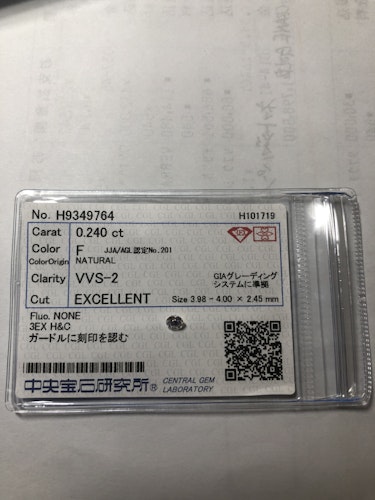 No. H9349764 H101719
Carat 0.240 ct
Color F JJA/AGL認定No.201
ColorOrigin NATURAL
Clarity VVS-2 GIAグレーディング
システムに準拠
Cut EXCELLENT Size 3.98 - 4.00 × 2.45 mm
Fluo. NONE
3EX H&C
ガードルに刻印を認む
中央宝石研究所® CENTRAL GEM
LABORATORY